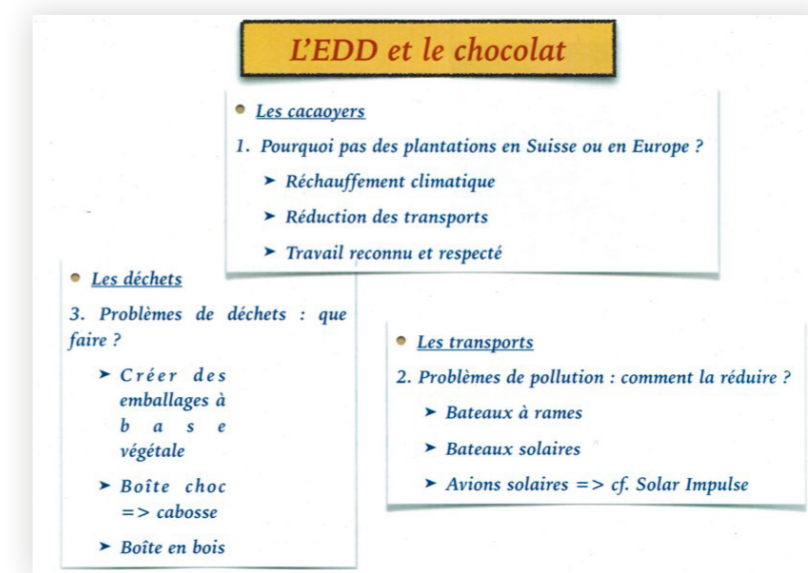 L'EDD et le chocolat
Les cacaoyers
1. Pourquoi pas des plantations en Suisse ou en Europe ?
➤ Réchauffement climatique
➤ Réduction des transports
➤ Travail reconnu et respecté
Les déchets
3. Problèmes de déchets : que
faire ?
➤ Créer des
emballages à
base
végétale
➤ Boîte choc
=> cabosse
➤ Boîte en bois
Les transports
2. Problèmes de pollution : comment la réduire ?
➤ Bateaux à rames
➤ Bateaux solaires
➤ Avions solaires => cf. Solar Impulse